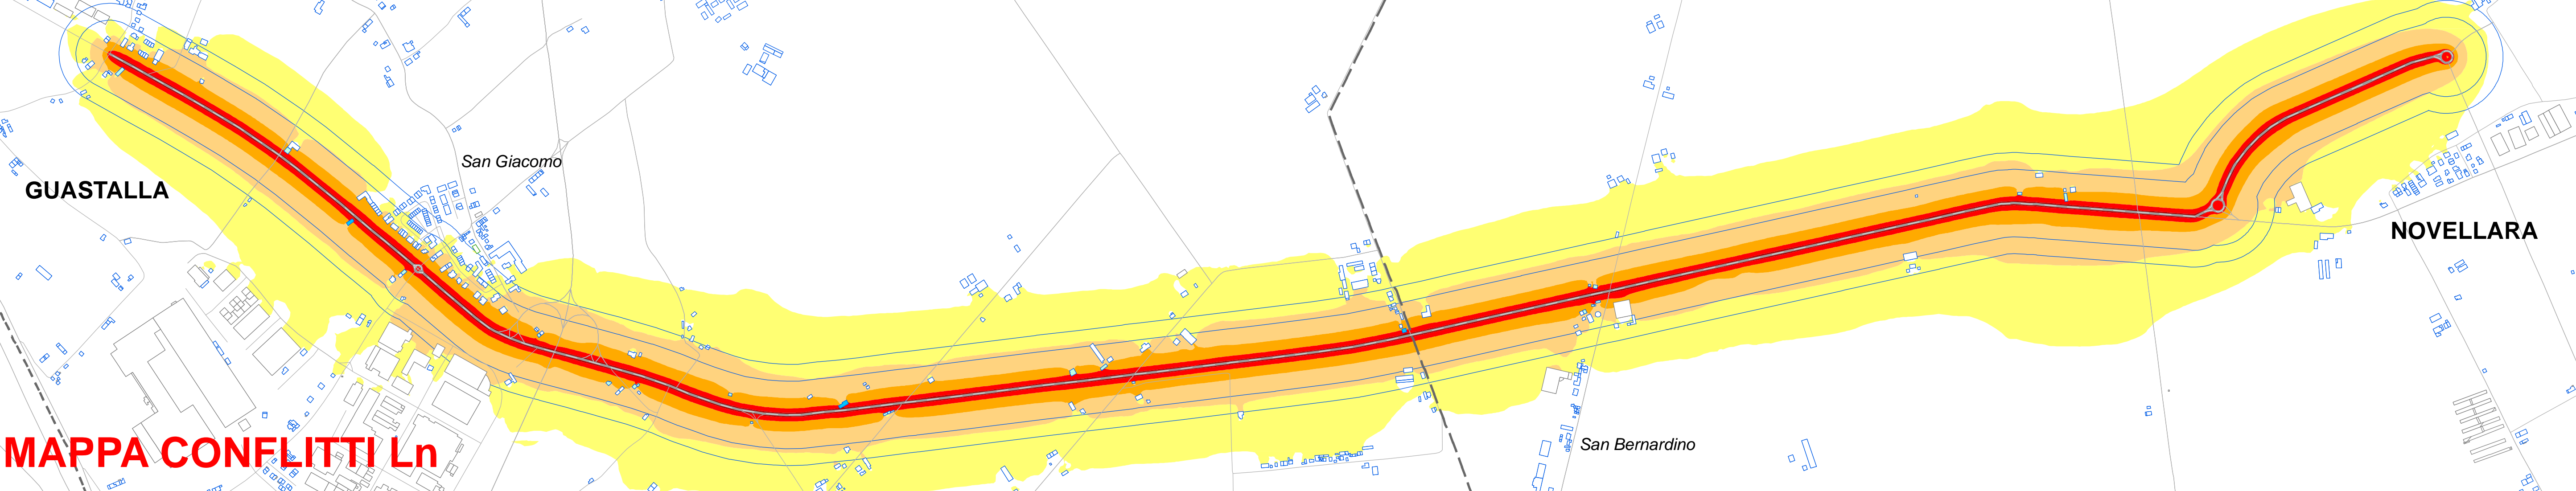 San Giacomo
GUASTALLA
NOVELLARA
San Bernardino
MAPPA CONFLITTI Ln